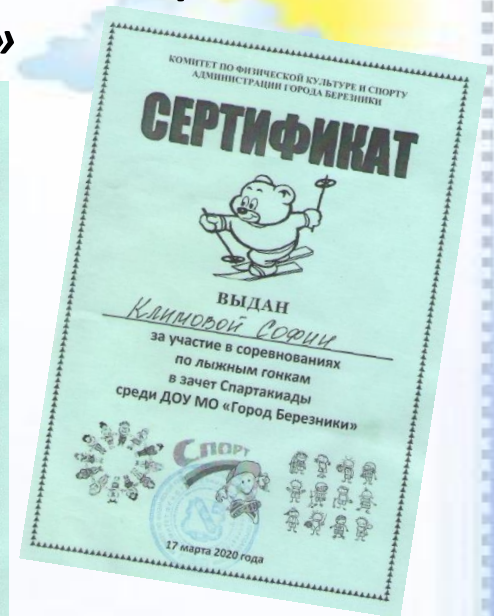 »
КОМИТЕТ ПО ФИЗИЧЕСКОЙ КУЛЬТУРЕ И СПОРТУ
АДМИНИСТРАЦИИ ГОРОДА БЕРЕЗНИКИ
СЕРТИФИКАТ
ВЫДАН
Климовой Софии
за участие в соревнованиях
по лыжным гонкам
в зачет Спартакиады
среди ДОУ МО «Город Березники»
СПОРТ
17 марта 2020 года